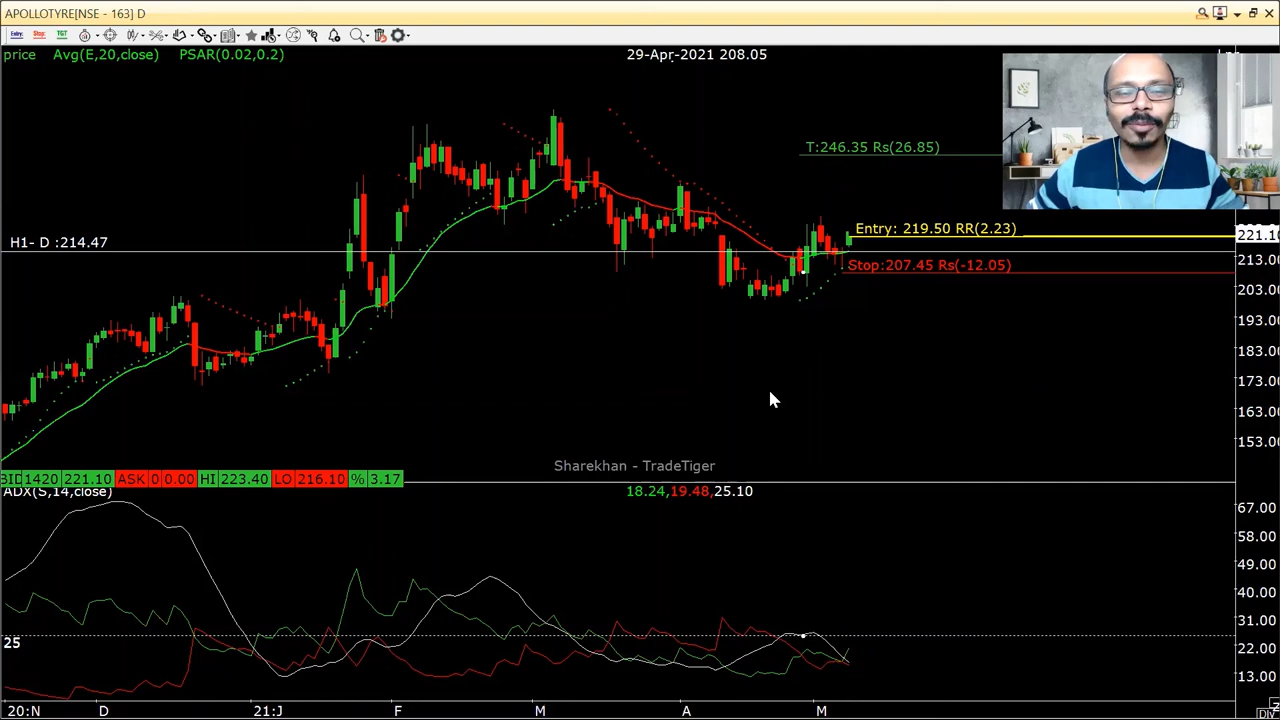 APOLLOTYRE[NSE - 163] D
Entry: Stop: TGT
price Avg(E,20,close) PSAR(0.02,0.2) 29-Apr-2021 208.05
T:246.35 Rs(26.85)
Entry: 219.50 RR(2.23)
221.10
H1- D :214.47
213.00
Stop:207.45 Rs(-12.05)
203.00
193.00
183.00
173.00
163.00
153.00
Sharekhan - TradeTiger
BID 1420 221.10 ASK 0 0.00 HI 223.40 LO 216.10 % 3.17
ADX(S,14,close) 18.24,19.48,25.10
67.00
58.00
49.00
40.00
31.00
25
22.00
13.00
20:N D 21:J F M A M